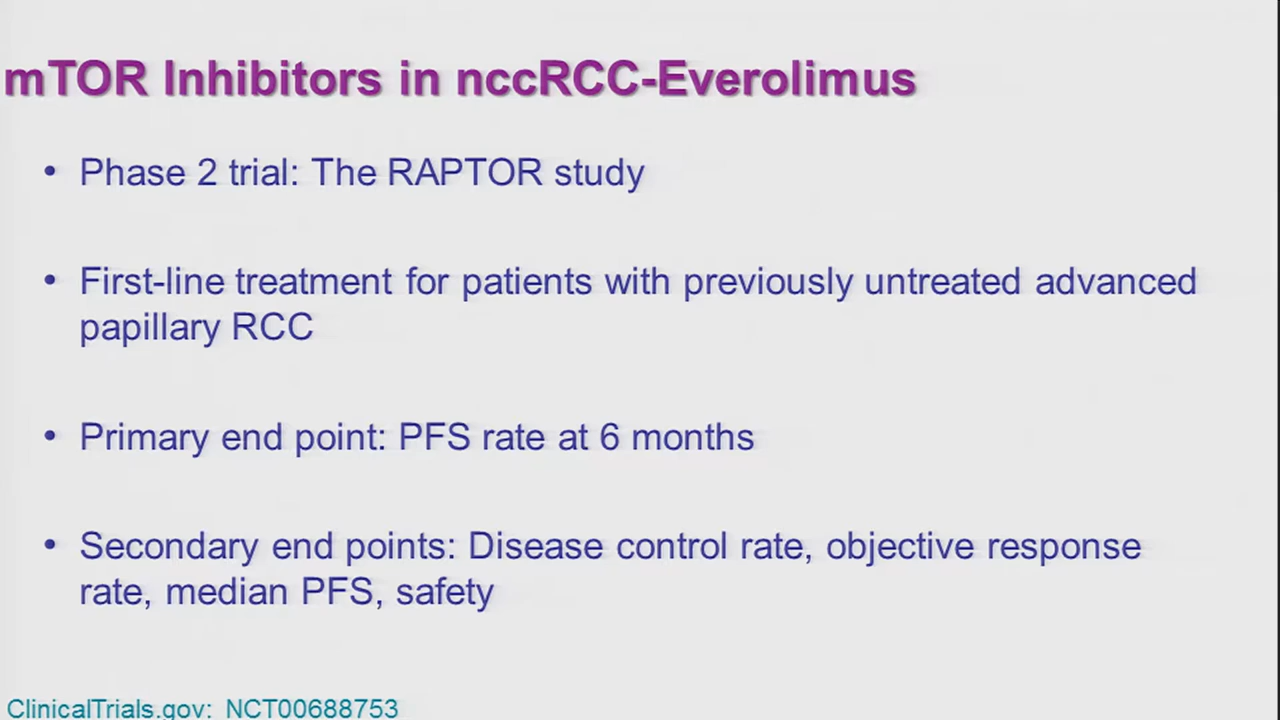 mTOR Inhibitors in nccRCC-Everolimus
• Phase 2 trial: The RAPTOR study
• First-line treatment for patients with previously untreated advanced
papillary RCC
• Primary end point: PFS rate at 6 months
• Secondary end points: Disease control rate, objective response
rate, median PFS, safety
ClinicalTrials.gov: NCT00688753